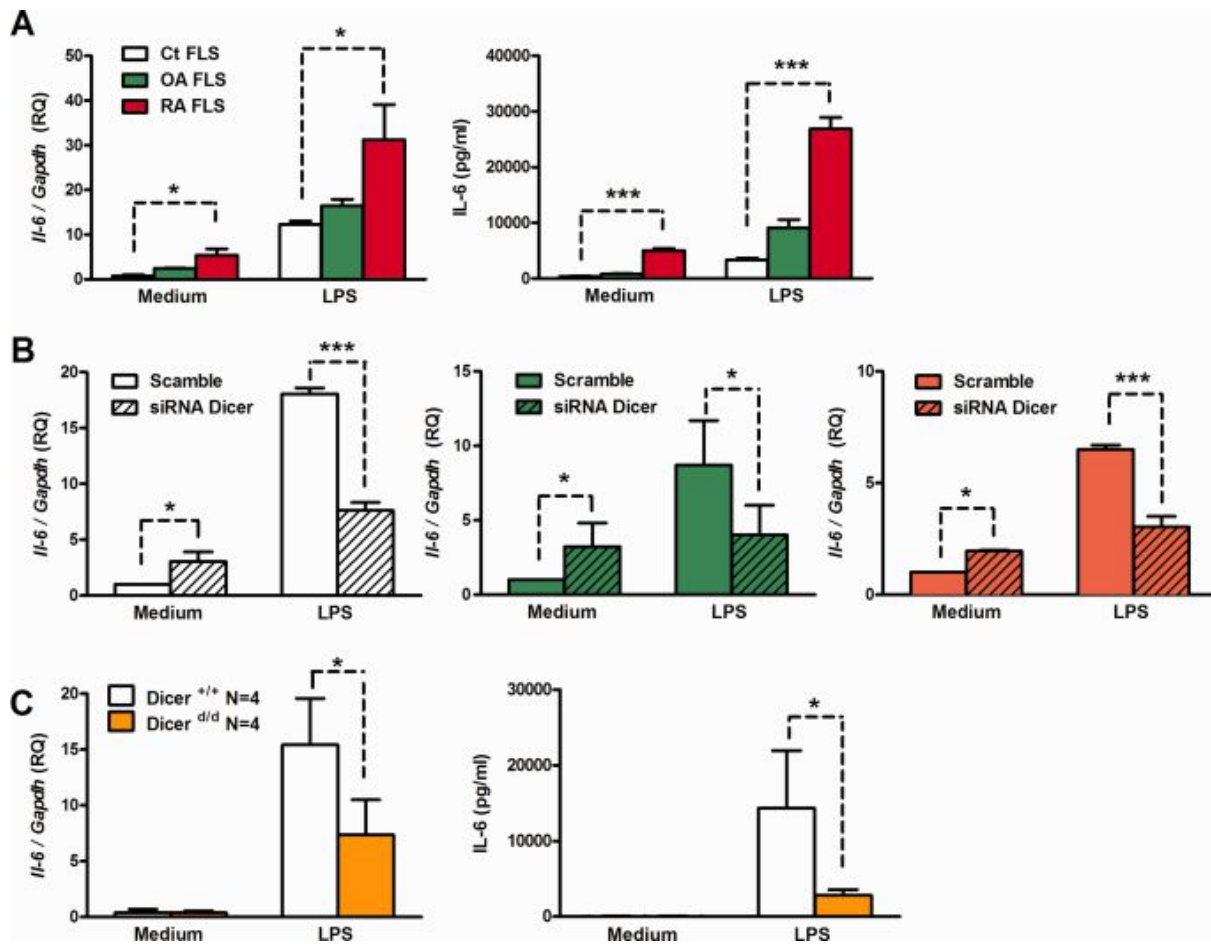 A
Ct FLS
OA FLS
RA FLS
Il-6 / Gapdh (RQ)
50
40
30
20
10
0
*
*
Medium
LPS
IL-6 (pg/ml)
40000
30000
20000
10000
0
***
***
Medium
LPS
B
Scamble
siRNA Dicer
Il-6 / Gapdh (RQ)
20
15
10
5
0
*
***
Medium
LPS
Scramble
siRNA Dicer
Il-6 / Gapdh (RQ)
15
10
5
0
*
*
Medium
LPS
Scramble
siRNA Dicer
Il-6 / Gapdh (RQ)
10
5
0
*
***
Medium
LPS
C
Dicer +/+ N=4
Dicer d/d N=4
Il-6 / Gapdh (RQ)
20
15
10
5
0
*
Medium
LPS
IL-6 (pg/ml)
30000
20000
10000
0
*
Medium
LPS